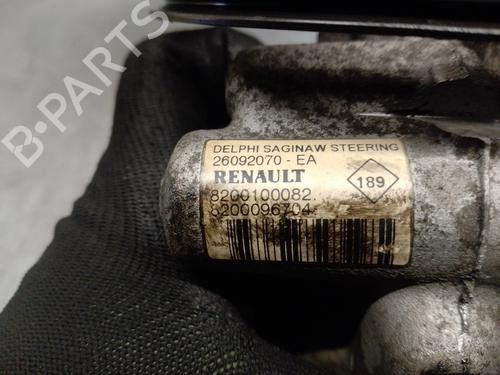 B-PARTS
DELPHI SAGINAW STEERING
26092070 - EA
RENAULT
8200100082.
8200096704.
189